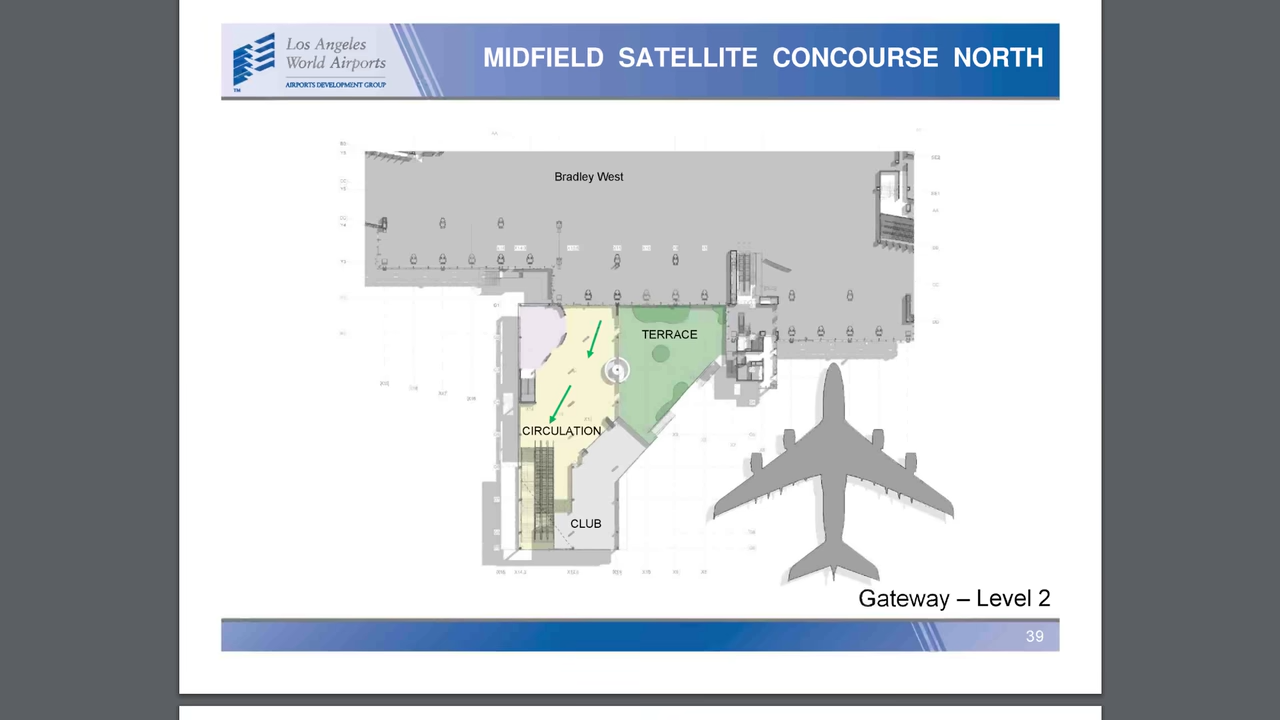 Los Angeles
World Airports
AIRPORTS DEVELOPMENT GROUP
TM
MIDFIELD SATELLITE CONCOURSE NORTH
Bradley West
TERRACE
CIRCULATION
CLUB
Gateway – Level 2
39